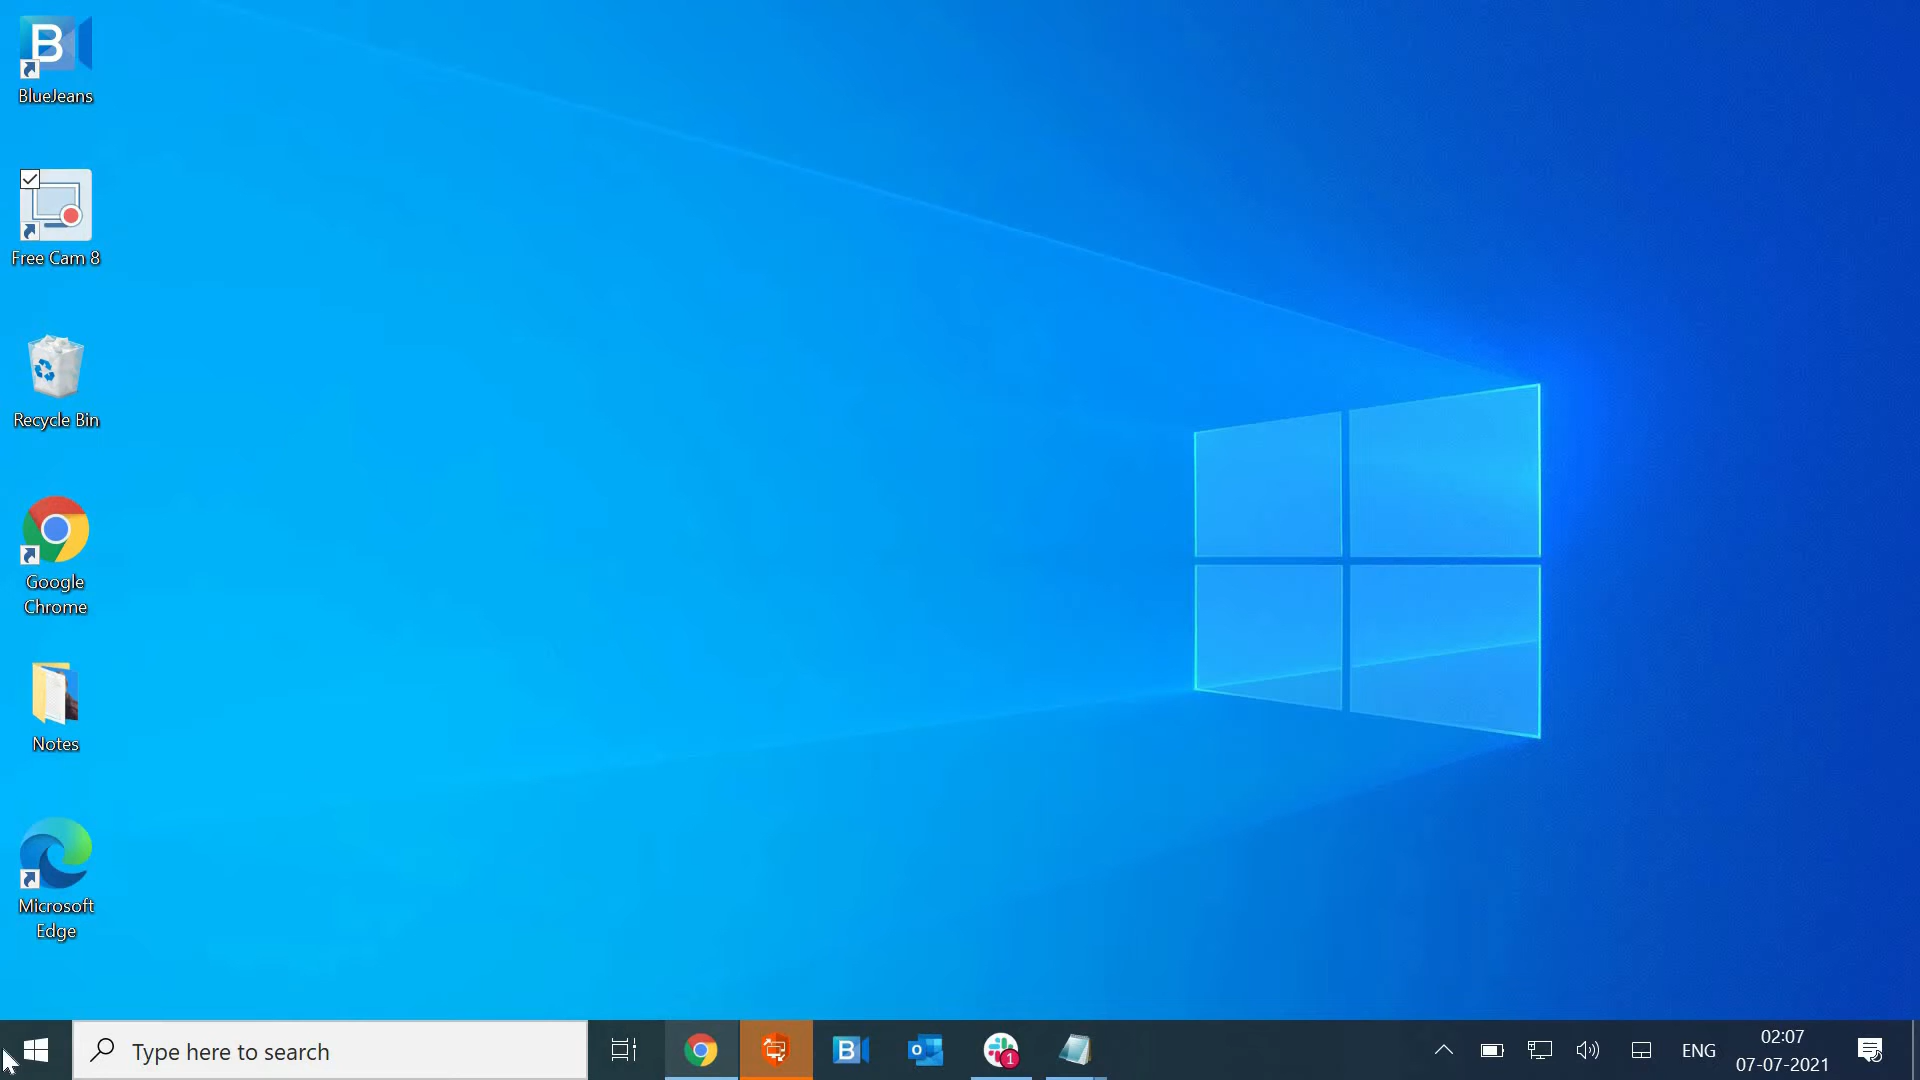 B
BlueJeans
Free Cam 8
Recycle Bin
Google
Chrome
Notes
Microsoft
Edge
Type here to search
B
o
1
ENG
02:07
07-07-2021